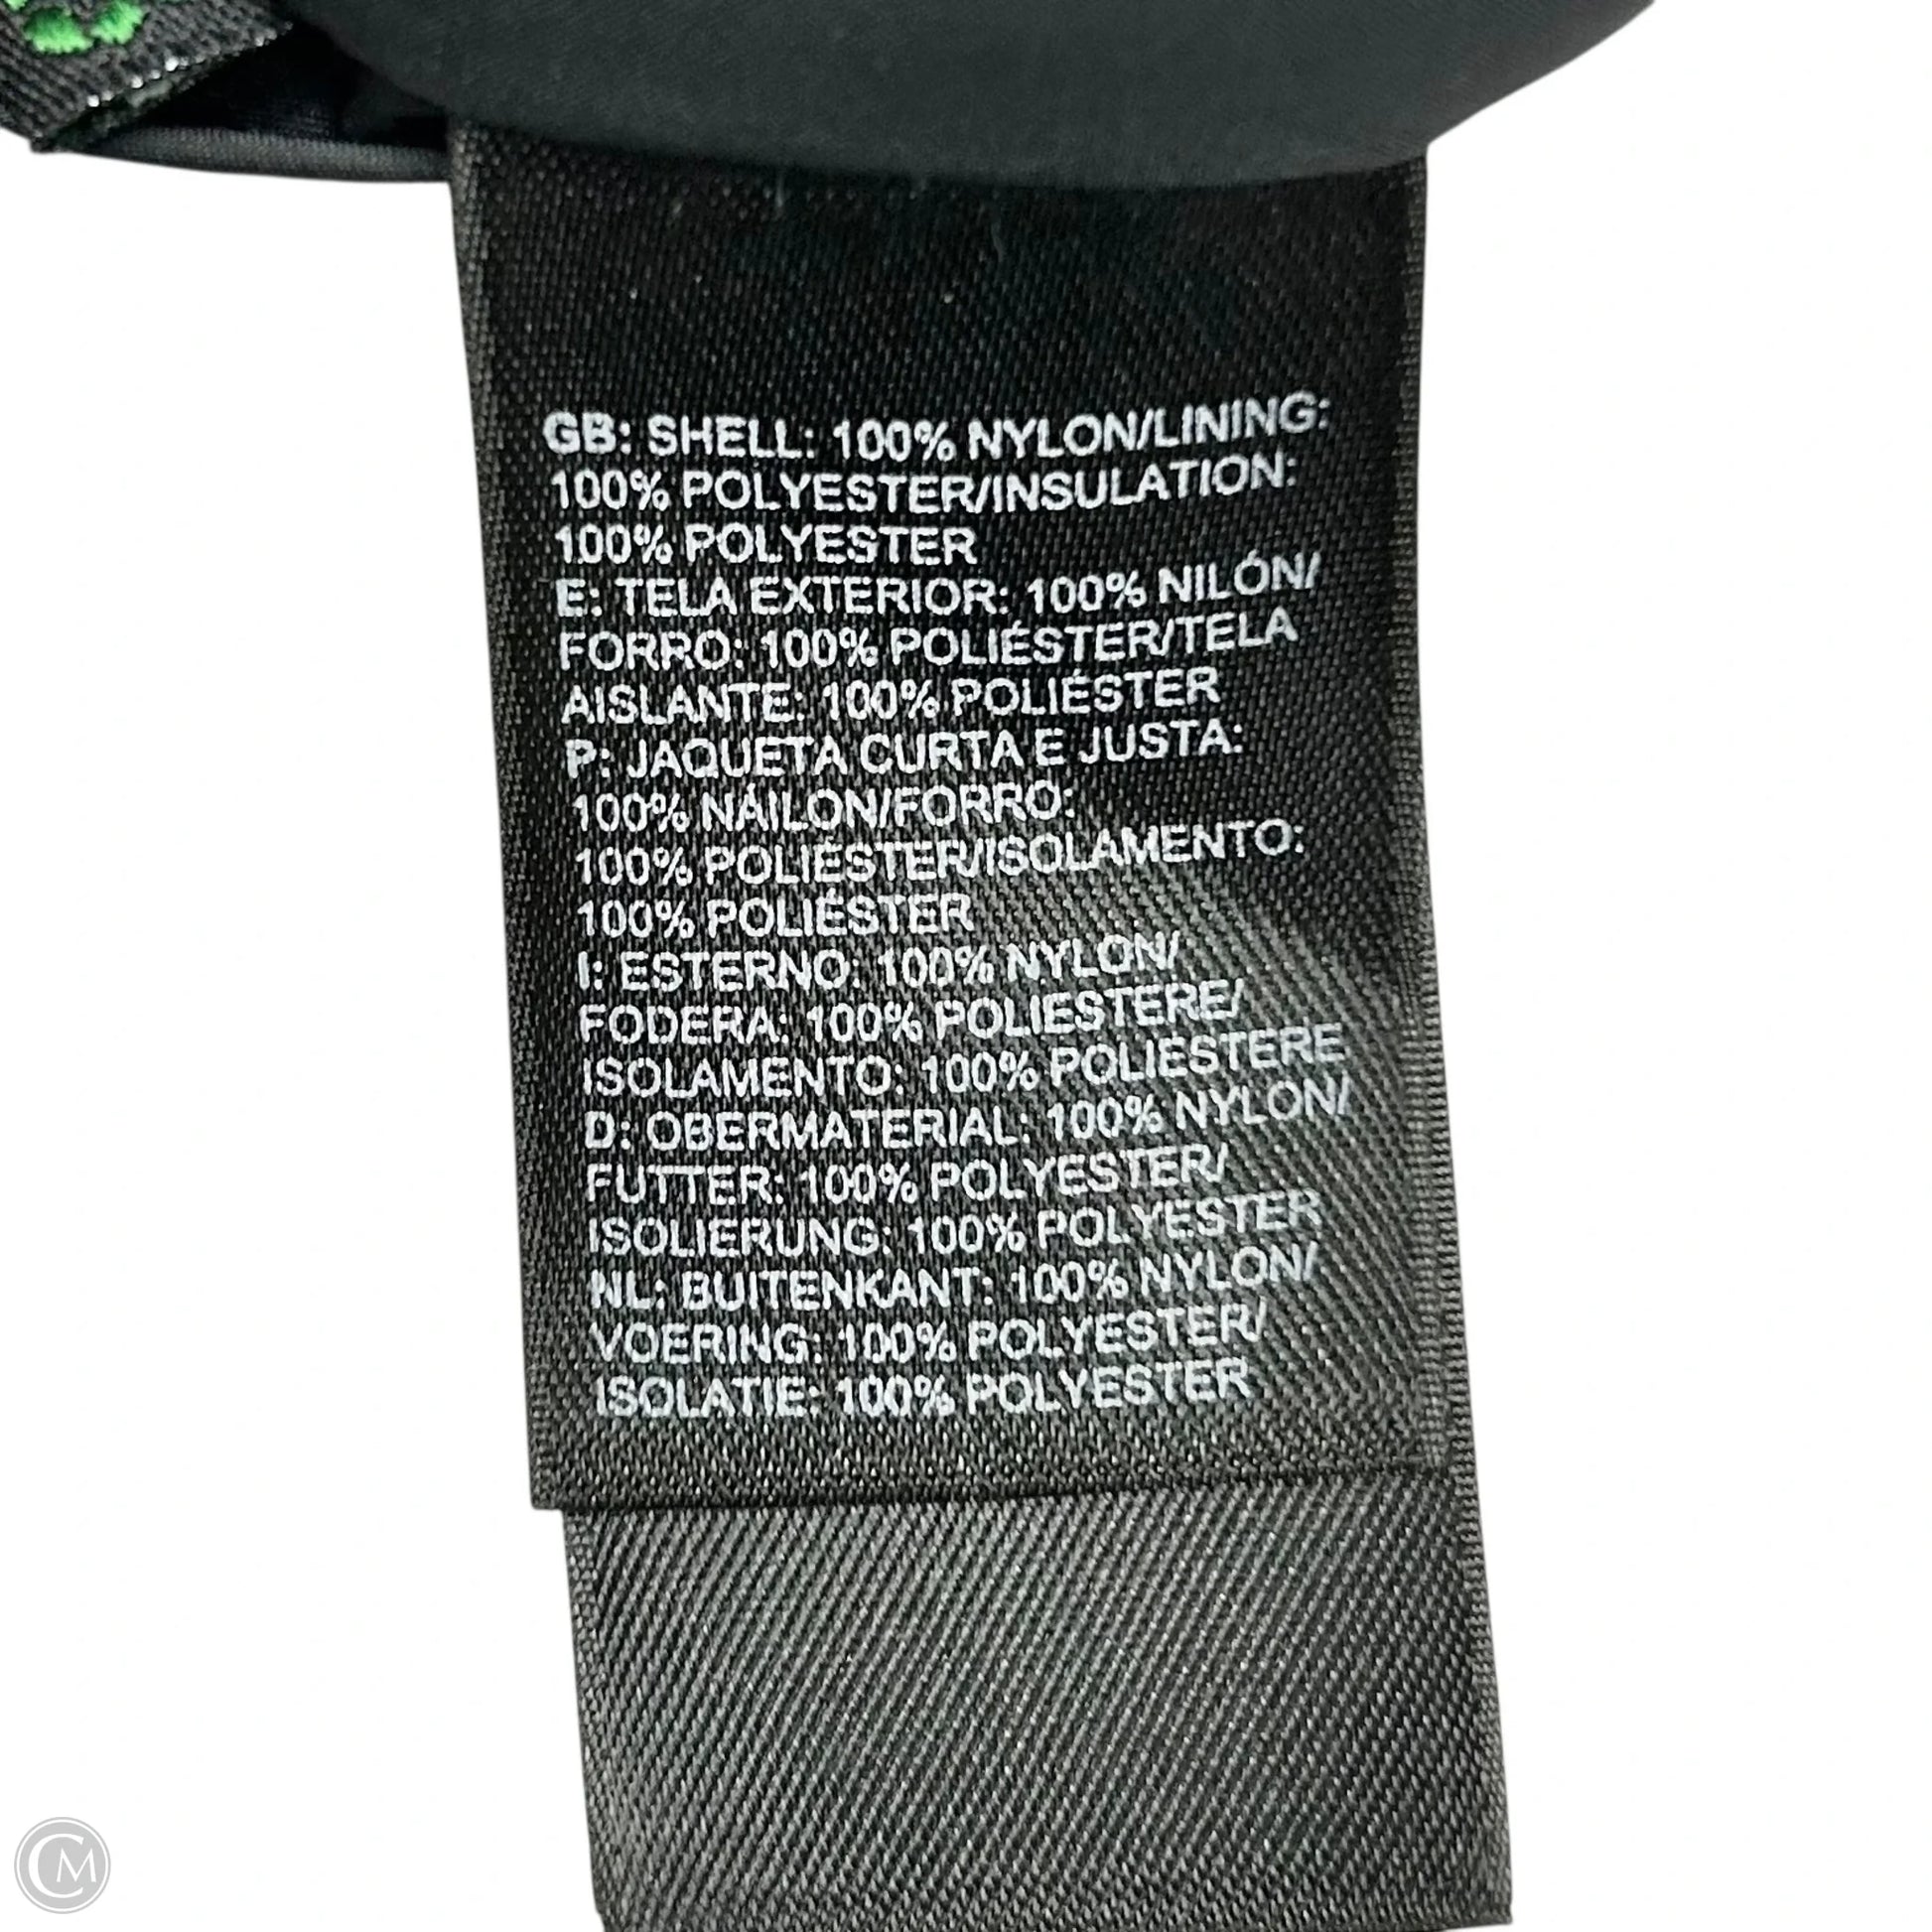 GB: SHELL: 100% NYLON/LINING:
100% POLYESTER/INSULATION:
100% POLYESTER
E: TELA EXTERIOR: 100% NILÓN/
FORRO: 100% POLIÉSTER/TELA
AISLANTE: 100% POLIÉSTER
P: JAQUETA CURTA E JUSTA:
100% NÁILON/FORRO:
100% POLIÉSTER/ISOLAMENTO:
100% POLIÉSTER
I: ESTERNO: 100% NYLON/
FODERA: 100% POLIESTERE/
ISOLAMENTO: 100% POLIESTERE
D: OBERMATERIAL: 100% NYLON/
FUTTER: 100% POLYESTER/
ISOLIERUNG: 100% POLYESTER
NL: BUITENKANT: 100% NYLON/
VOERING: 100% POLYESTER/
ISOLATIE: 100% POLYESTER
CM